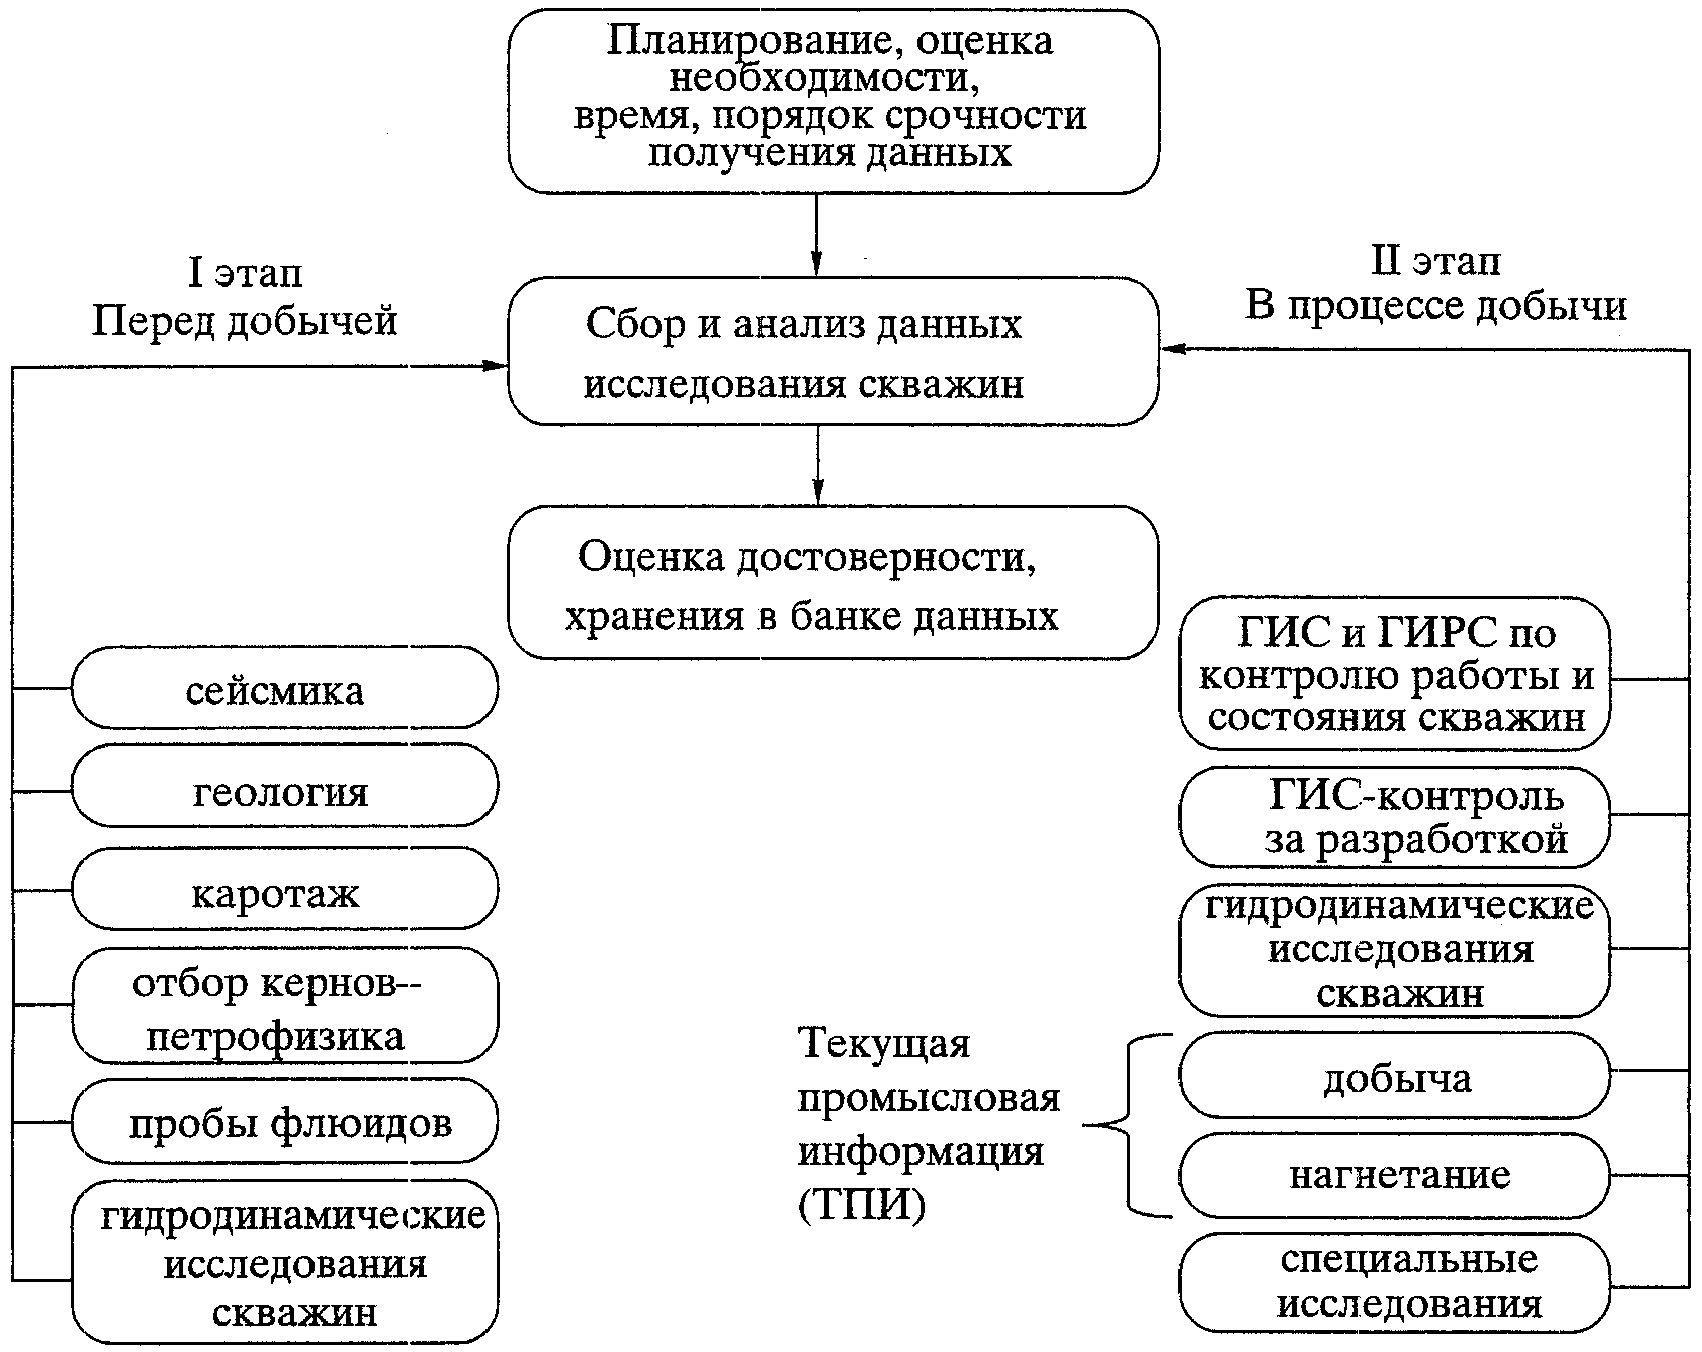 Планирование, оценка
необходимости,
время, порядок срочности
получения данных
I этап
Перед добычей
II этап
В процессе добычи
Сбор и анализ данных
исследования скважин
Оценка достоверности,
хранения в банке данных
сейсмика
геология
каротаж
отбор кернов--
петрофизика
пробы флюидов
гидродинамические
исследования
скважин
ГИС и ГИРС по
контролю работы и
состояния скважин
ГИС-контроль
за разработкой
гидродинамические
исследования
скважин
Текущая
промысловая
информация
(ТПИ)
добыча
нагнетание
специальные
исследования